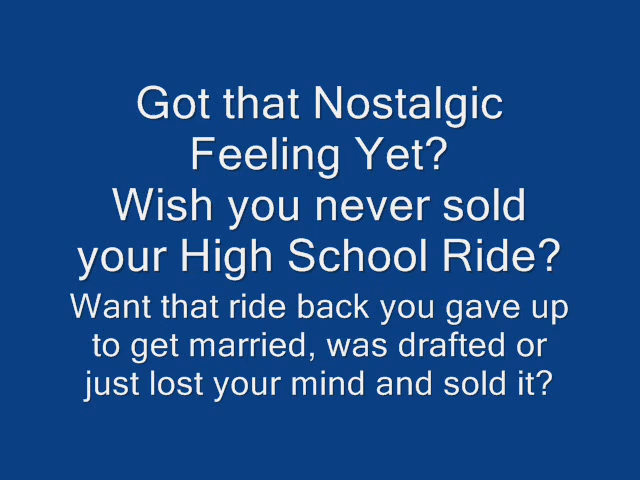 Got that Nostalgic
Feeling Yet?
Wish you never sold
your High School Ride?
Want that ride back you gave up
to get married, was drafted or
just lost your mind and sold it?